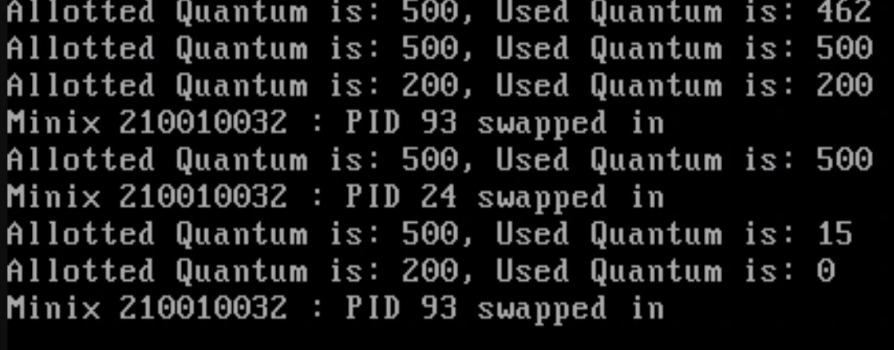 Allotted Quantum is: 500, Used Quantum is: 462
Allotted Quantum is: 500, Used Quantum is: 500
Allotted Quantum is: 200, Used Quantum is: 200
Minix 210010032 : PID 93 swapped in
Allotted Quantum is: 500, Used Quantum is: 500
Minix 210010032 : PID 24 swapped in
Allotted Quantum is: 500, Used Quantum is: 15
Allotted Quantum is: 200, Used Quantum is: 0
Minix 210010032 : PID 93 swapped in